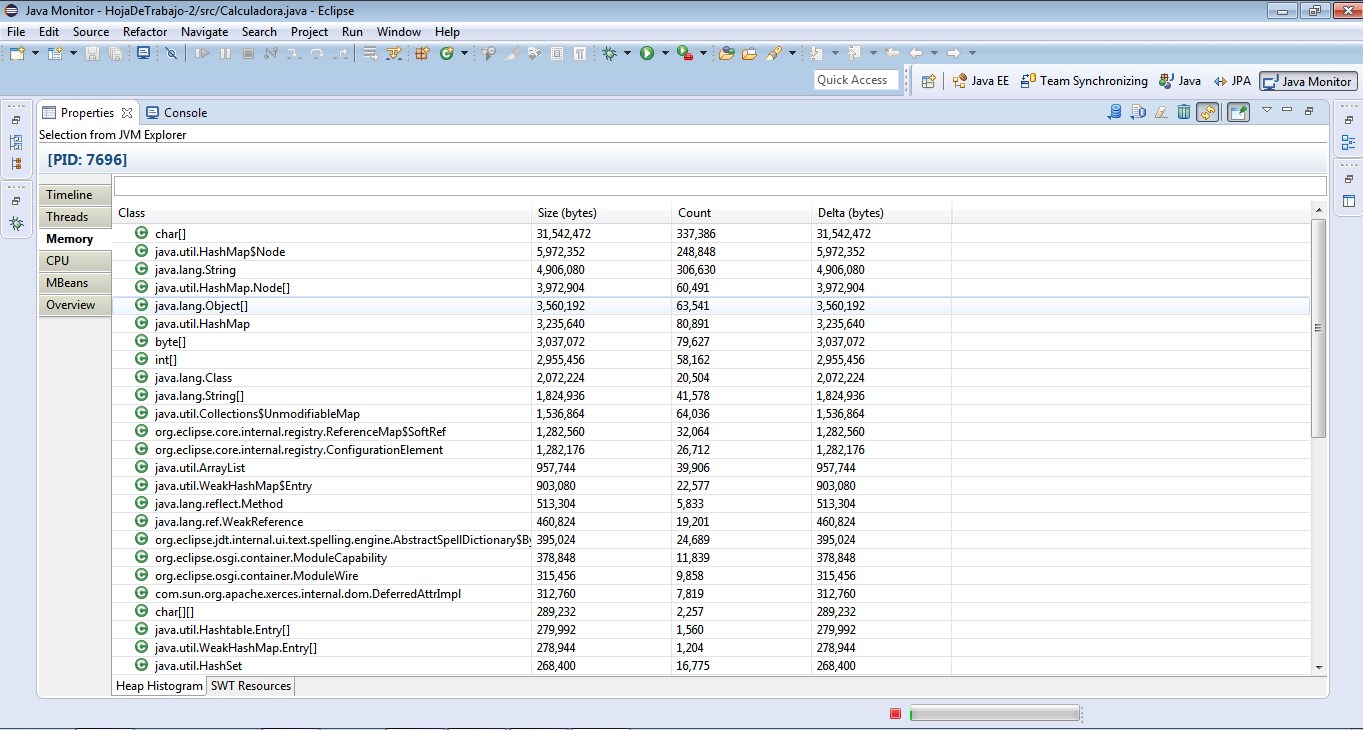 Java Monitor - HojaDeTrabajo-2/src/Calculadora.java - Eclipse
File Edit Source Refactor Navigate Search Project Run Window Help
Quick Access Java EE Team Synchronizing Java JPA Java Monitor
Properties Console
Selection from JVM Explorer
[PID: 7696]
Timeline
Threads
Memory
CPU
MBeans
Overview
Class Size (bytes) Count Delta (bytes)
char[] 31,542,472 337,386 31,542,472
java.util.HashMap$Node 5,972,352 248,848 5,972,352
java.lang.String 4,906,080 306,630 4,906,080
java.util.HashMap.Node[] 3,972,904 60,491 3,972,904
java.lang.Object[] 3,560,192 63,541 3,560,192
java.util.HashMap 3,235,640 80,891 3,235,640
byte[] 3,037,072 79,627 3,037,072
int[] 2,955,456 58,162 2,955,456
java.lang.Class 2,072,224 20,504 2,072,224
java.lang.String[] 1,824,936 41,578 1,824,936
java.util.Collections$UnmodifiableMap 1,536,864 64,036 1,536,864
org.eclipse.core.internal.registry.ReferenceMap$SoftRef 1,282,560 32,064 1,282,560
org.eclipse.core.internal.registry.ConfigurationElement 1,282,176 26,712 1,282,176
java.util.ArrayList 957,744 39,906 957,744
java.util.WeakHashMap$Entry 903,080 22,577 903,080
java.lang.reflect.Method 513,304 5,833 513,304
java.lang.ref.WeakReference 460,824 19,201 460,824
org.eclipse.jdt.internal.ui.text.spelling.engine.AbstractSpellDictionary$By 395,024 24,689 395,024
org.eclipse.osgi.container.ModuleCapability 378,848 11,839 378,848
org.eclipse.osgi.container.ModuleWire 315,456 9,858 315,456
com.sun.org.apache.xerces.internal.dom.DeferredAttrImpl 312,760 7,819 312,760
char[][] 289,232 2,257 289,232
java.util.Hashtable.Entry[] 279,992 1,560 279,992
java.util.WeakHashMap.Entry[] 278,944 1,204 278,944
java.util.HashSet 268,400 16,775 268,400
Heap Histogram SWT Resources